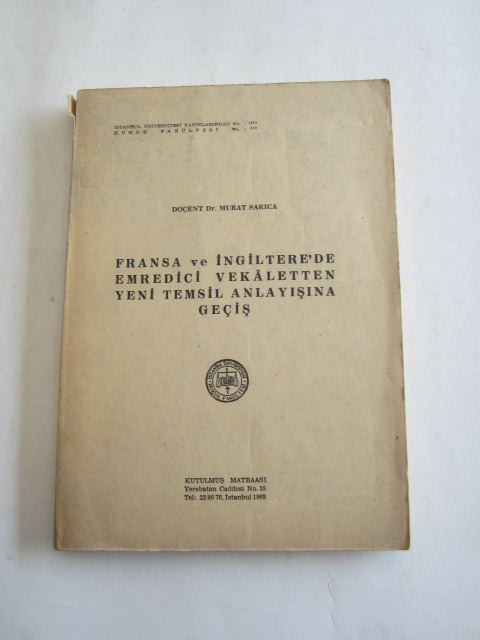 İSTANBUL ÜNİVERSİTESİ YAYINLARINDAN No. :
HUKUK FAKÜLTESİ No. :
DOÇENT Dr. MURAT SARICA
FRANSA ve İNGİLTERE'DE
EMREDİCİ VEKÂLETTEN
YENİ TEMSİL ANLAYIŞINA
GEÇİŞ
KUTULMUŞ MATBAASI
Yerebatan Caddesi No. 35
Tel: 22 86 76, İstanbul 1969